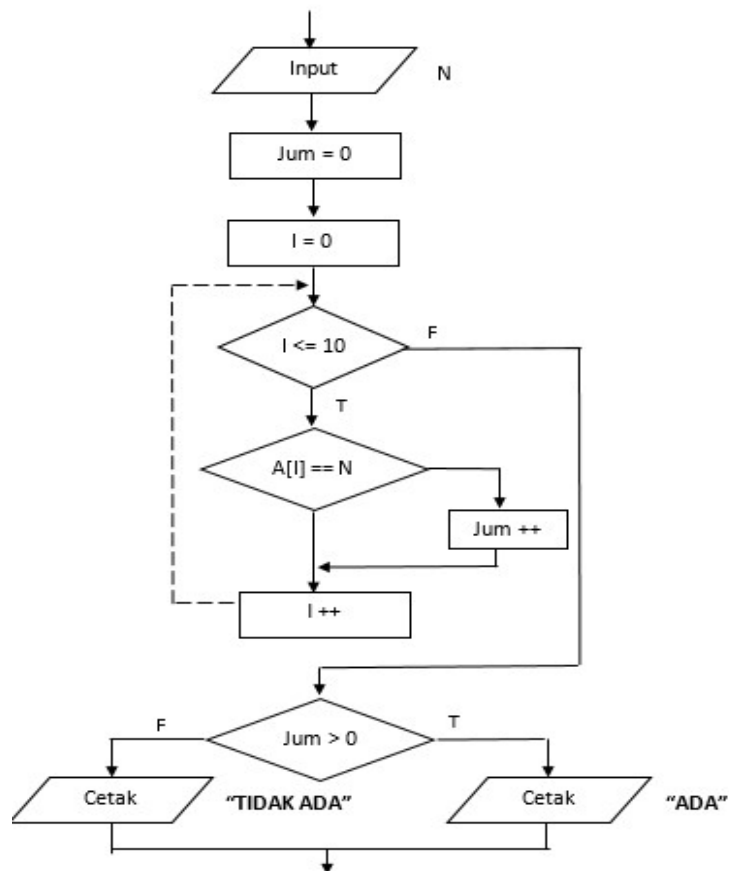 Input
N
Jum = 0
I = 0
I <= 10
F
T
A[I] == N
Jum ++
I ++
F
Jum > 0
T
Cetak
“TIDAK ADA”
Cetak
“ADA”